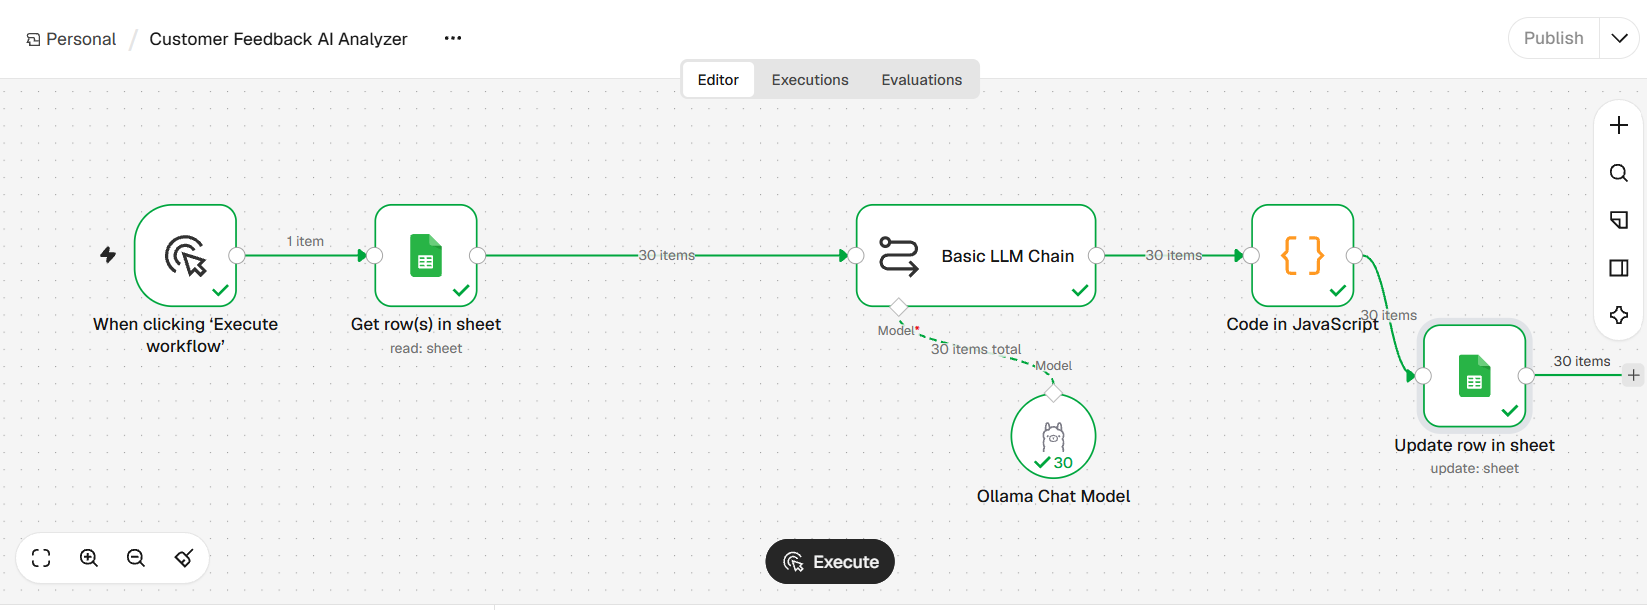 Personal / Customer Feedback AI Analyzer ...
Publish
Editor Executions Evaluations
1 item
30 items
Basic LLM Chain
30 items
When clicking ‘Execute
workflow’
Get row(s) in sheet
read: sheet
Model*
30 items total
Model
30
Ollama Chat Model
Code in JavaScript
30 items
30 items
Update row in sheet
update: sheet
Execute